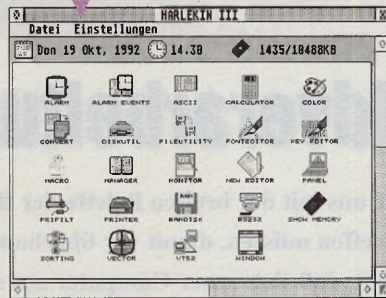 HARLEKIN III
Datei Einstellungen
Don 19 Okt, 1992 14.30 1435/10488KB
ALARM ALARM EVENTS ASCII CALCULATOR COLOR
CONVERT DISKUTIL FILEUTILITY FONTEDITOR KEY EDITOR
MACRO MANAGER MONITOR NEW EDITOR PANEL
PRIFILT PRINTER RAMDISK RS232 SHOW MEMORY
SORTING VECTOR VT52 WINDOW